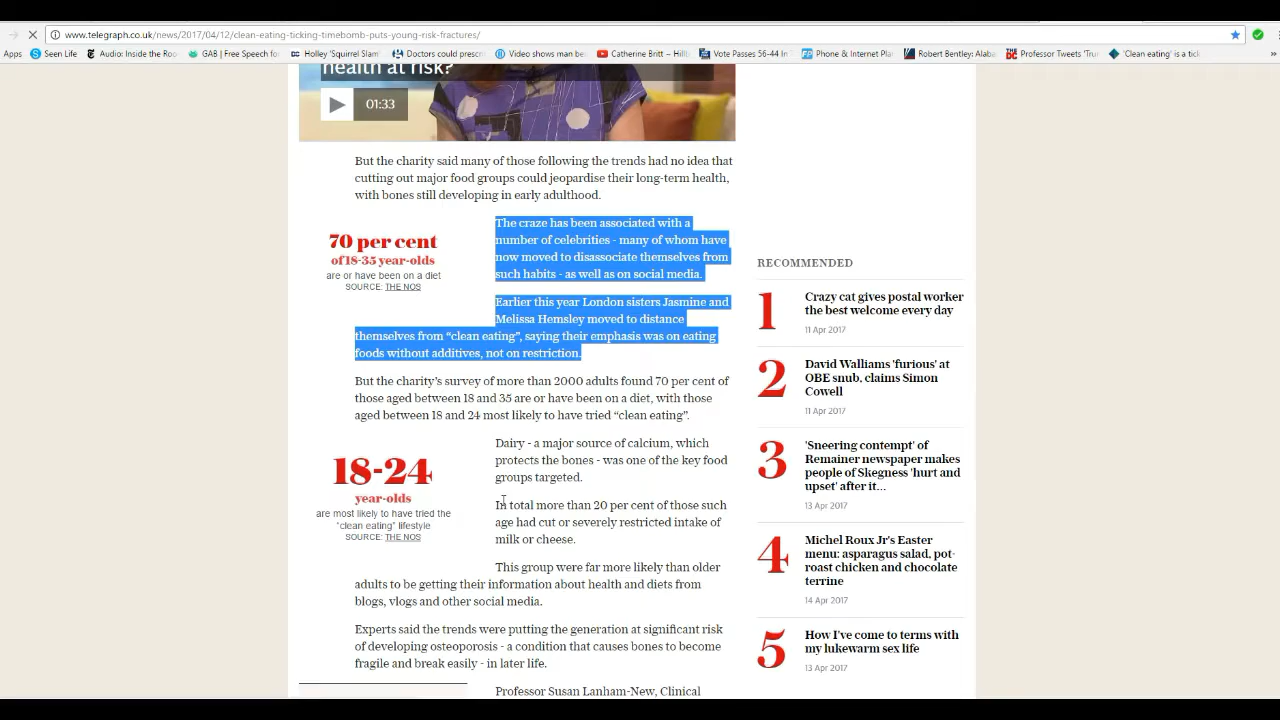 www.telegraph.co.uk/news/2017/04/12/clean-eating-ticking-timebomb-puts-young-risk-fractures/
Apps
Seen Life
Audio: Inside the Roo
GAB | Free Speech fo
Holley 'Squirrel Slam'
Doctors could prescri
Video shows man be
Catherine Britt – Hillb
Vote Passes 56-44 In
Phone & Internet Pla
Robert Bentley: Alaba
Professor Tweets 'Tru
'Clean eating' is a tick
»
health at risk?
01:33
But the charity said many of those following the trends had no idea that
cutting out major food groups could jeopardise their long-term health,
with bones still developing in early adulthood.
70 per cent
of 18-35 year-olds
are or have been on a diet
SOURCE: THE NOS
The craze has been associated with a
number of celebrities - many of whom have
now moved to disassociate themselves from
such habits - as well as on social media.
Earlier this year London sisters Jasmine and
Melissa Hemsley moved to distance
themselves from “clean eating”, saying their emphasis was on eating
foods without additives, not on restriction.
But the charity’s survey of more than 2000 adults found 70 per cent of
those aged between 18 and 35 are or have been on a diet, with those
aged between 18 and 24 most likely to have tried “clean eating”.
18-24
year-olds
are most likely to have tried the
“clean eating” lifestyle
SOURCE: THE NOS
Dairy - a major source of calcium, which
protects the bones - was one of the key food
groups targeted.
In total more than 20 per cent of those such
age had cut or severely restricted intake of
milk or cheese.
This group were far more likely than older
adults to be getting their information about health and diets from
blogs, vlogs and other social media.
Experts said the trends were putting the generation at significant risk
of developing osteoporosis - a condition that causes bones to become
fragile and break easily - in later life.
Professor Susan Lanham-New, Clinical
RECOMMENDED
1
Crazy cat gives postal worker
the best welcome every day
11 Apr 2017
2
David Walliams 'furious' at
OBE snub, claims Simon
Cowell
11 Apr 2017
3
'Sneering contempt' of
Remainer newspaper makes
people of Skegness 'hurt and
upset' after it...
13 Apr 2017
4
Michel Roux Jr's Easter
menu: asparagus salad, pot-
roast chicken and chocolate
terrine
14 Apr 2017
5
How I've come to terms with
my lukewarm sex life
13 Apr 2017